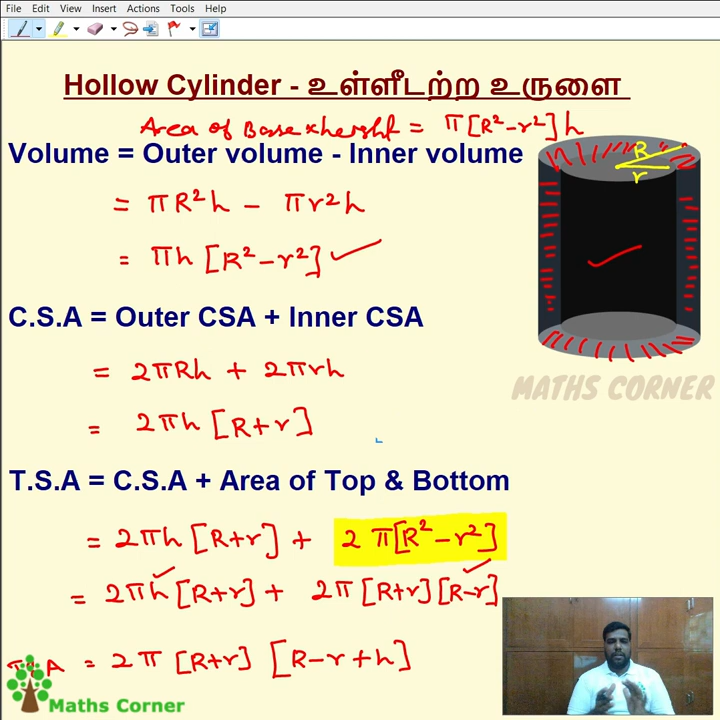 File Edit View Insert Actions Tools Help
Hollow Cylinder - உள்ளீடற்ற உருளை
Area of Base x height = π[R²-r²]h
Volume = Outer volume - Inner volume
= πR²h - πr²h
= πh [R²-r²]
R
r
C.S.A = Outer CSA + Inner CSA
= 2πRh + 2πrh
= 2πh [R+r]
MATHS CORNER
T.S.A = C.S.A + Area of Top & Bottom
= 2πh [R+r] + 2 π[R²-r²]
= 2πh [R+r] + 2π [R+r][R-r]
= 2π [R+r] [R-r+h]
Maths Corner